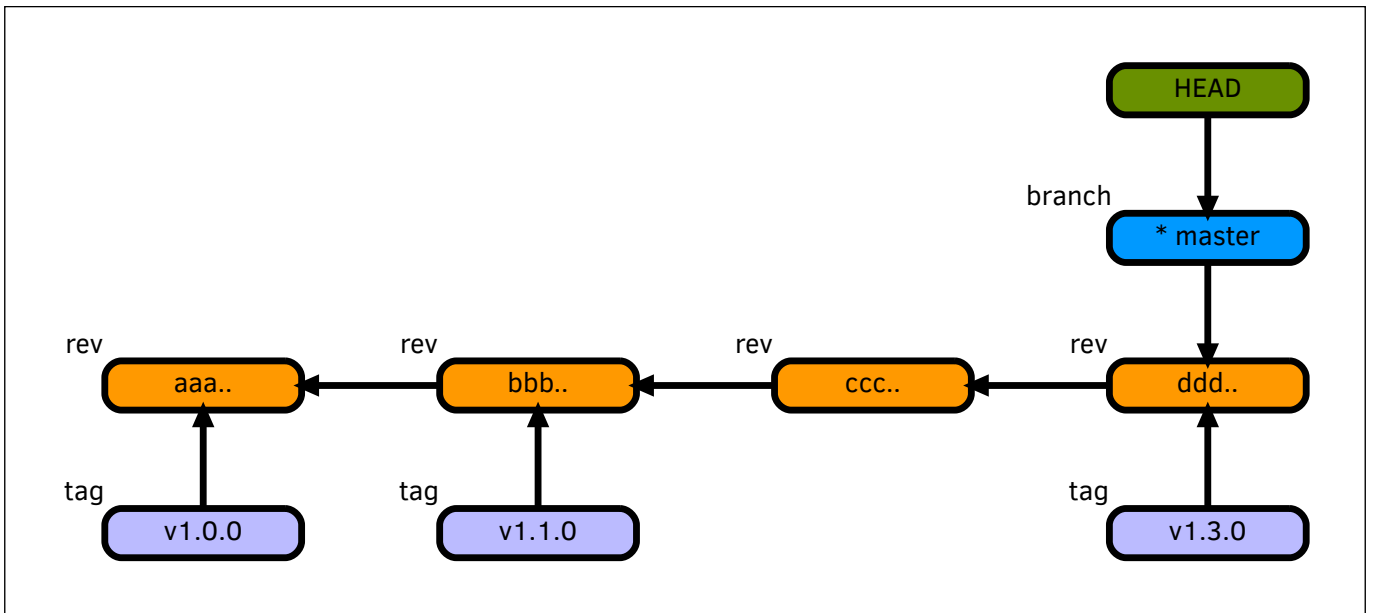 HEAD
branch
* master
rev
rev
rev
rev
aaa..
bbb..
ccc..
ddd..
tag
tag
tag
v1.0.0
v1.1.0
v1.3.0